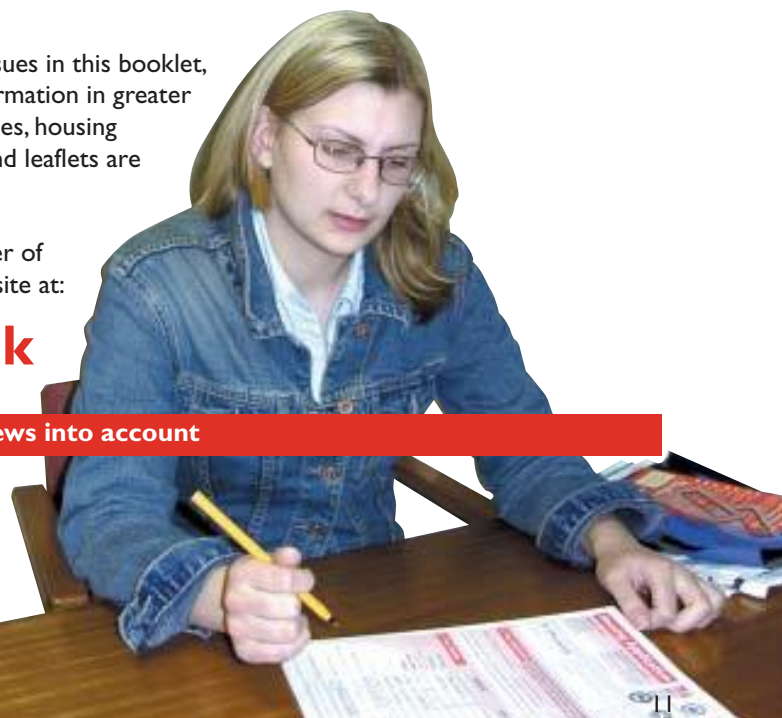 sues in this booklet,
rmation in greater
es, housing
nd leaflets are
er of
site at:
k
ews into account
11